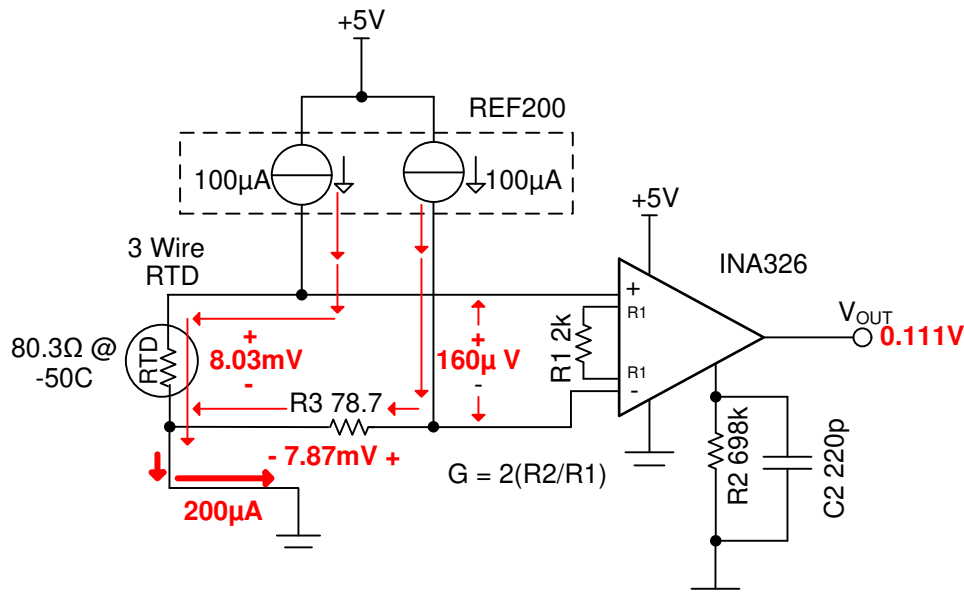 +5V
REF200
100µA
100µA
3 Wire
RTD
+5V
INA326
80.3Ω @
-50C
RTD
+
8.03mV
-
+
160µ V
-
R1 2k
+
R1
R1
-
V_OUT
0.111V
R3 78.7
- 7.87mV +
G = 2(R2/R1)
200µA
R2 698k
C2 220p